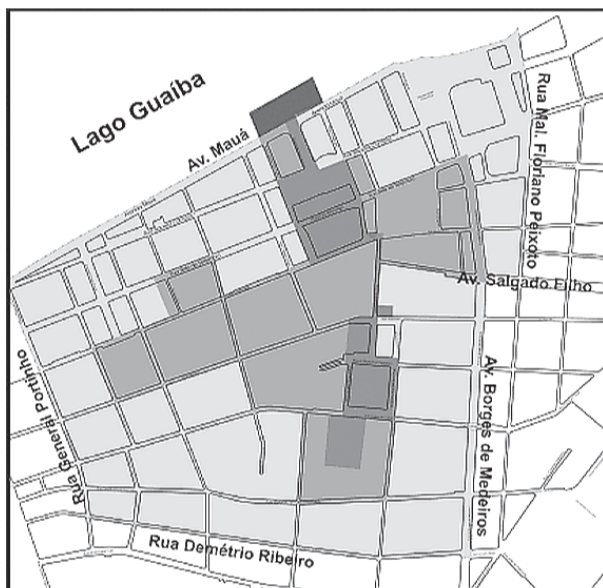 Lago Guaíba
Av. Mauá
Rua Mal. Floriano Peixoto
Av. Salgado Filho
Rua General Portinho
Av. Borges de Medeiros
Rua Demétrio Ribeiro